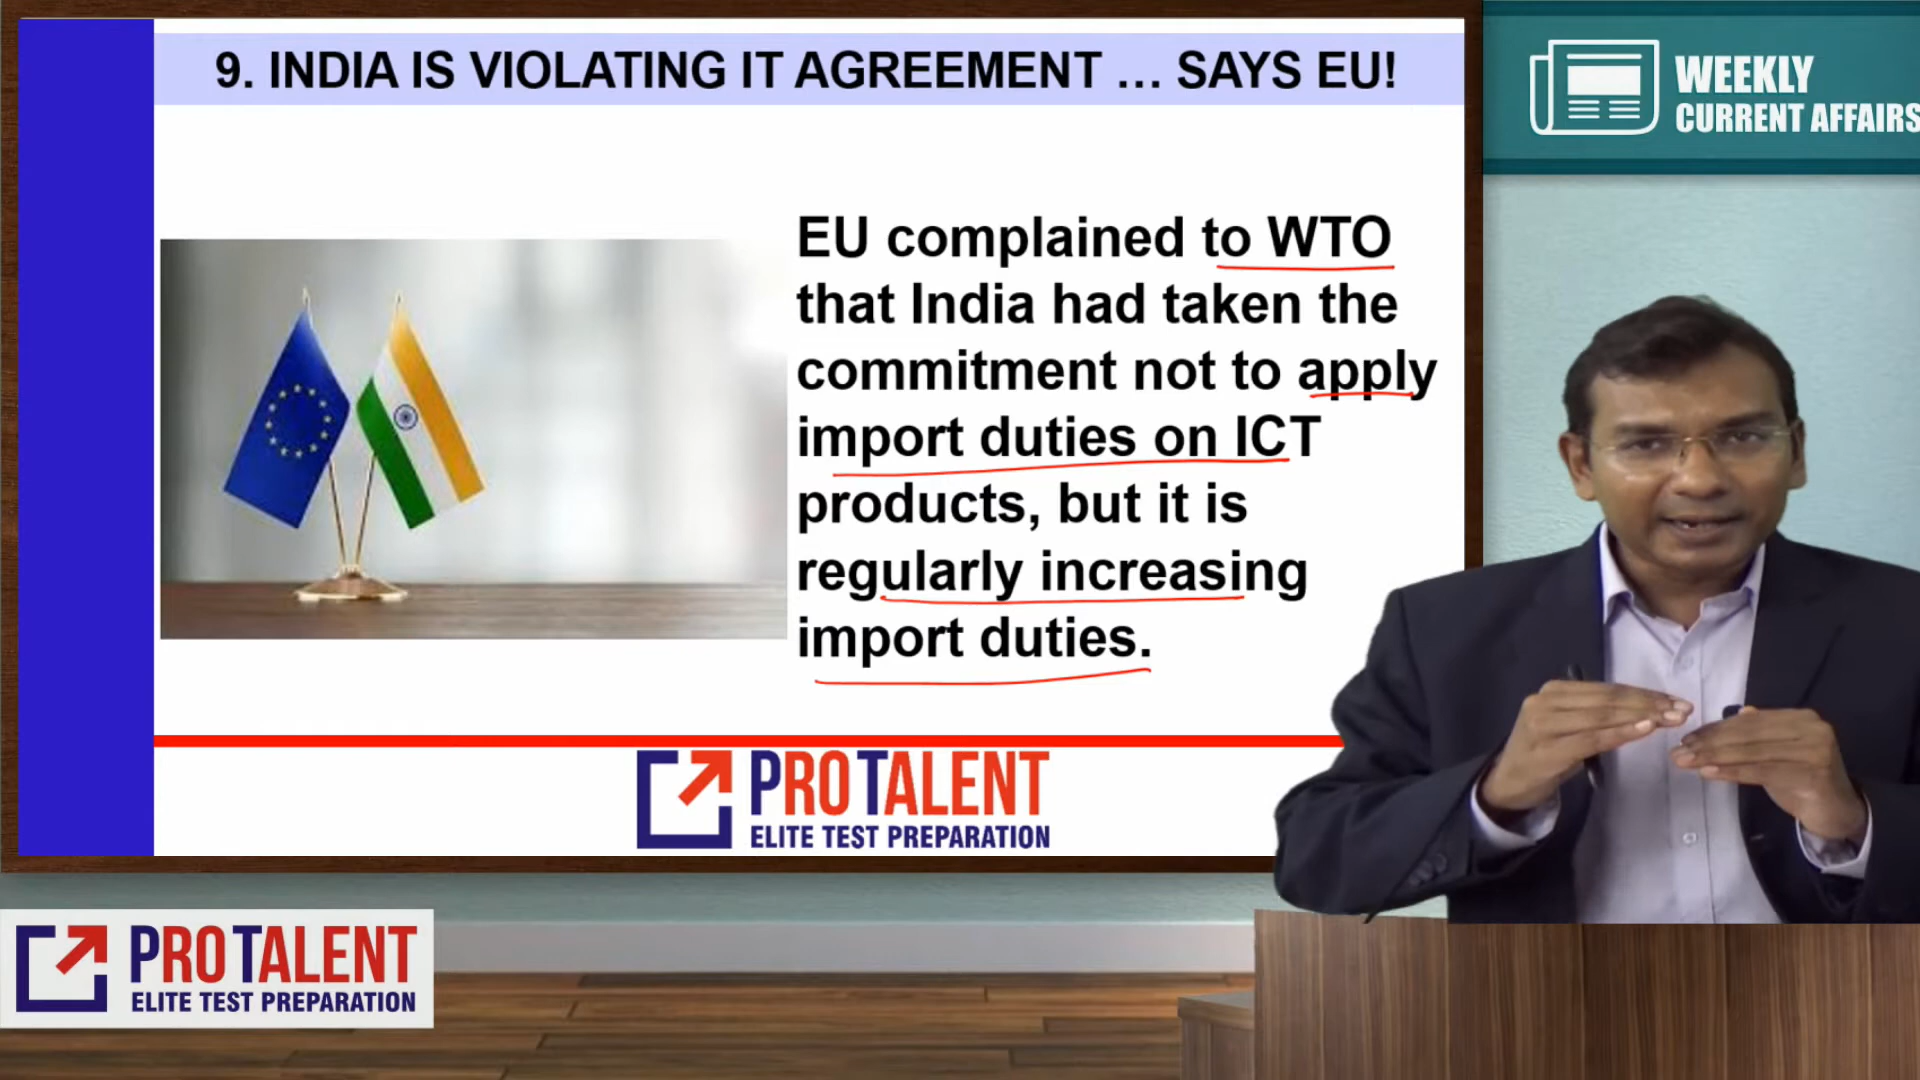 9. INDIA IS VIOLATING IT AGREEMENT ... SAYS EU!
WEEKLY
CURRENT AFFAIRS
EU complained to WTO
that India had taken the
commitment not to apply
import duties on ICT
products, but it is
regularly increasing
import duties.
PROTALENT
ELITE TEST PREPARATION
PROTALENT
ELITE TEST PREPARATION